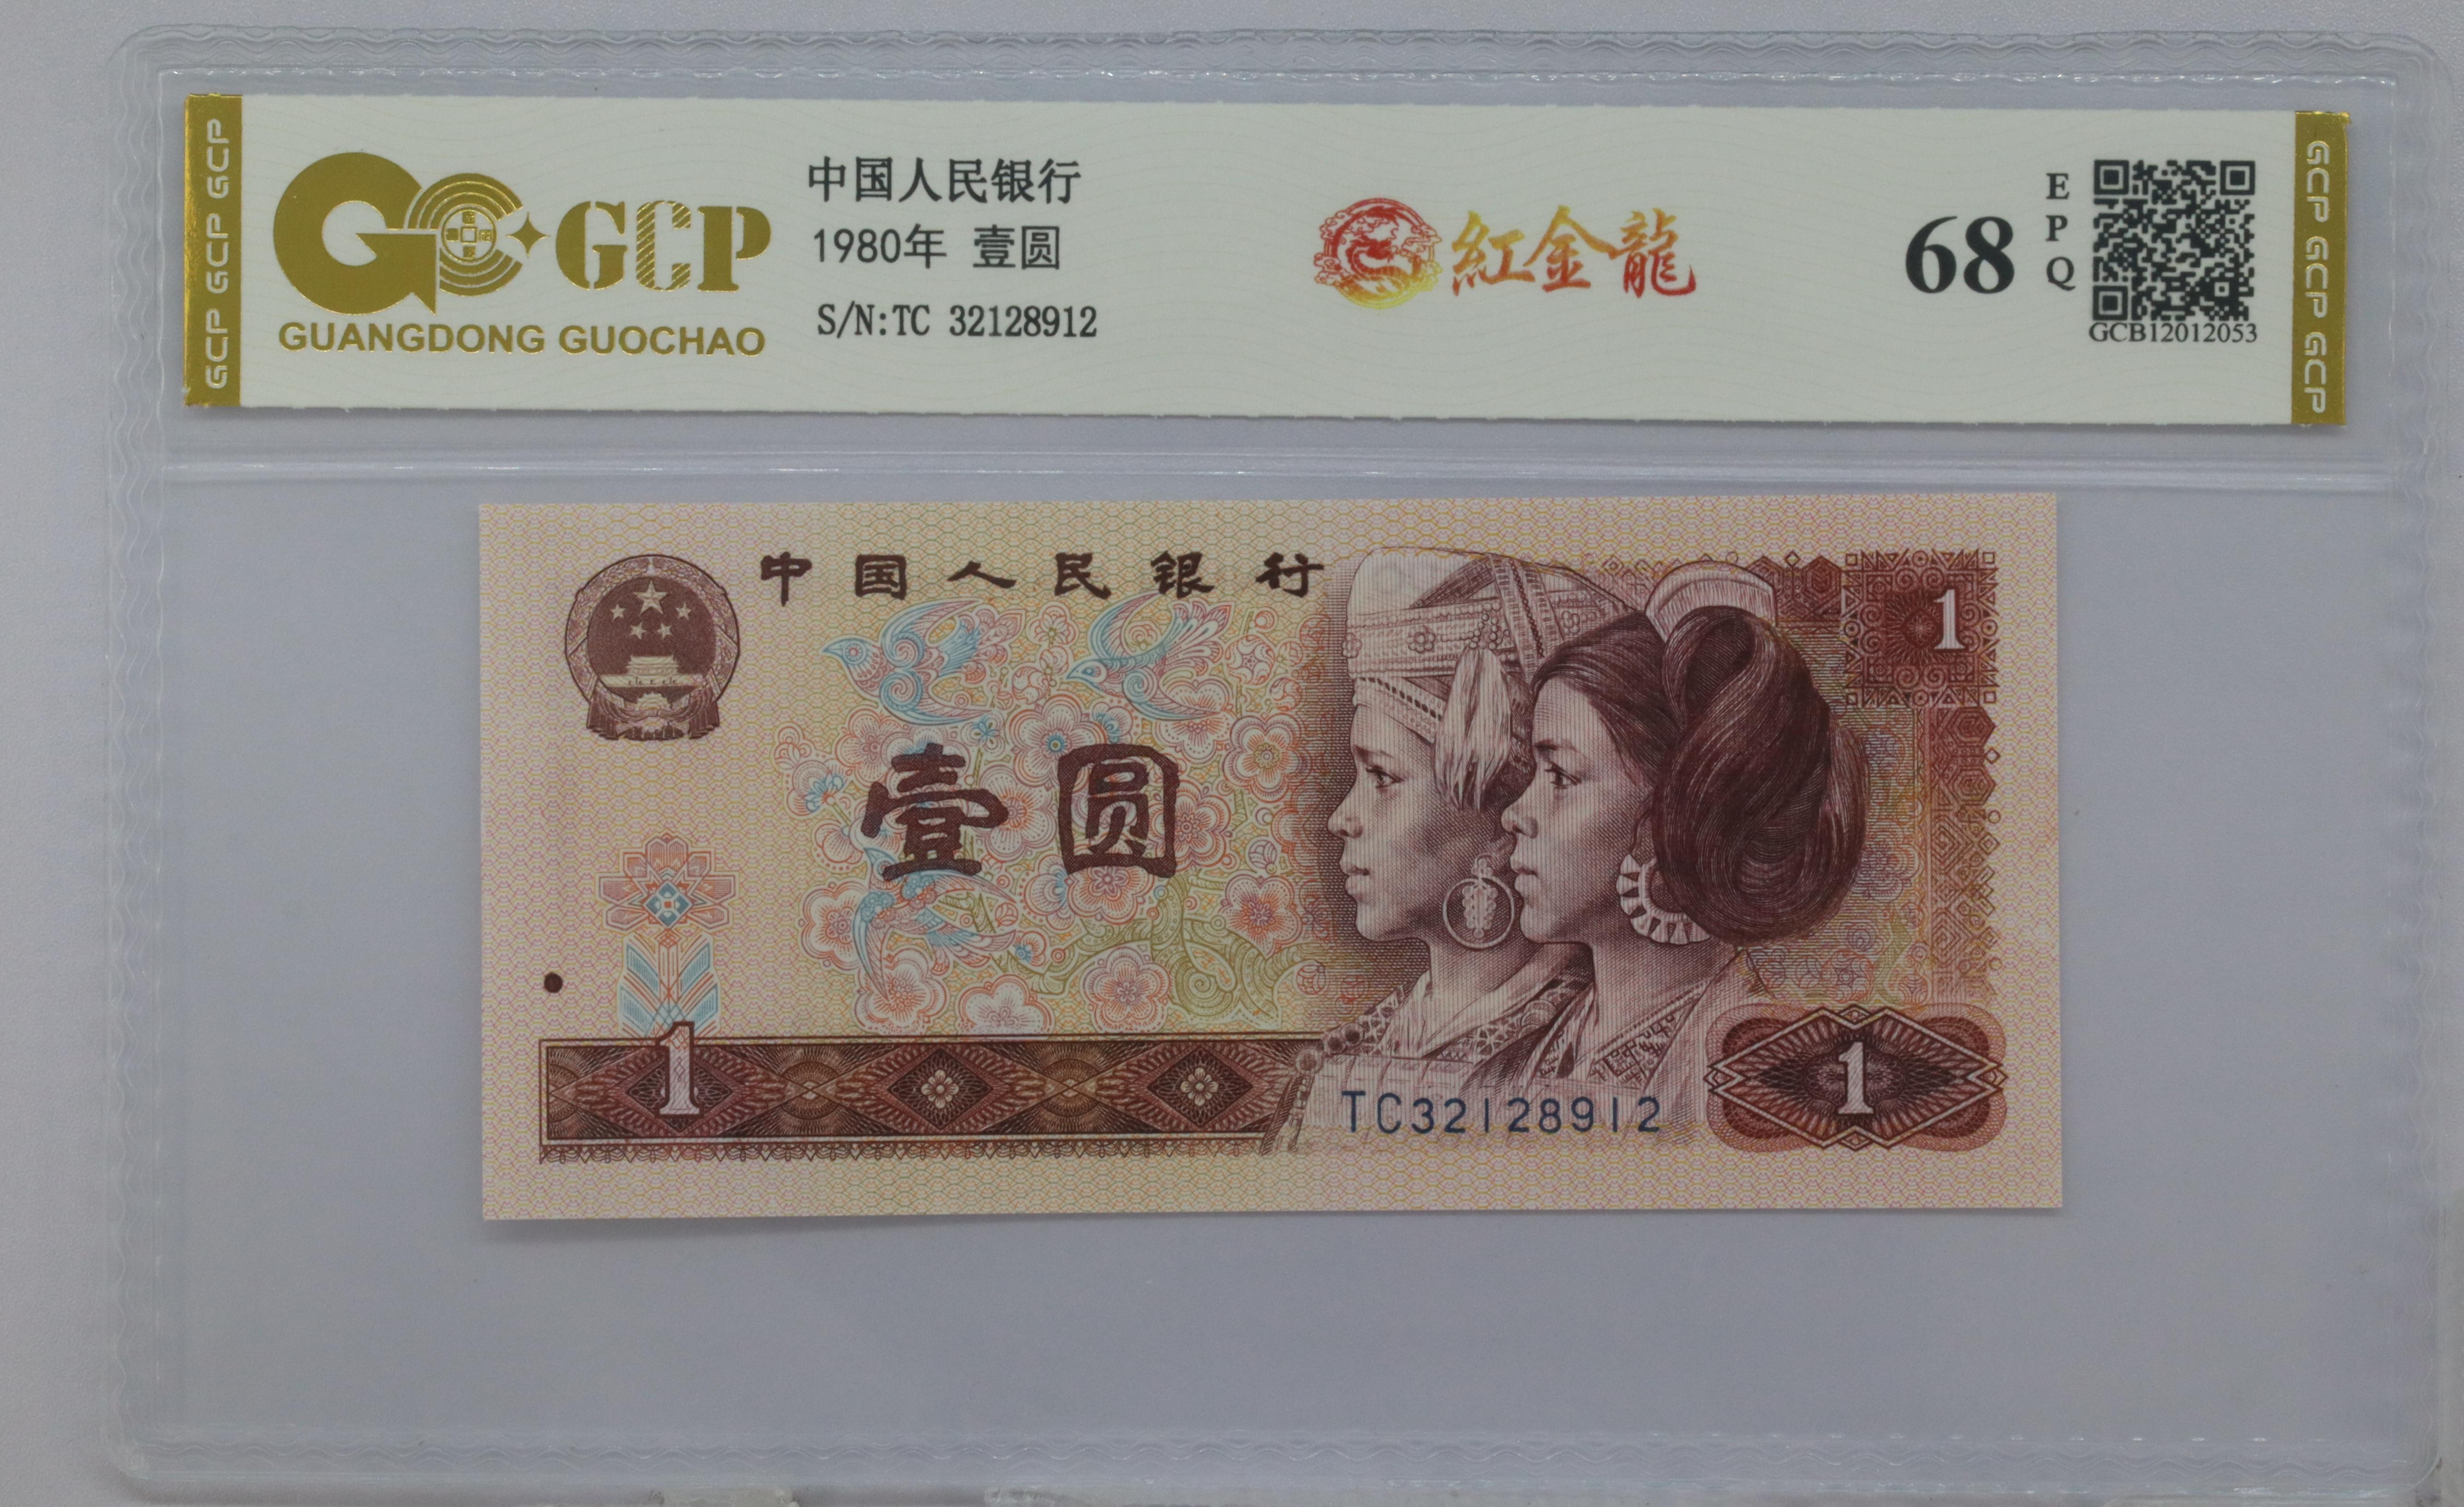 GCP GCP GCP
GCP
GUANGDONG GUOCHAO
中国人民银行
1980年 壹圆
S/N:TC 32128912
紅金龍
68
EPQ
GCB12012053
GCP GCP GCP
中国人民银行
1
壹圆
1
TC32128912
1